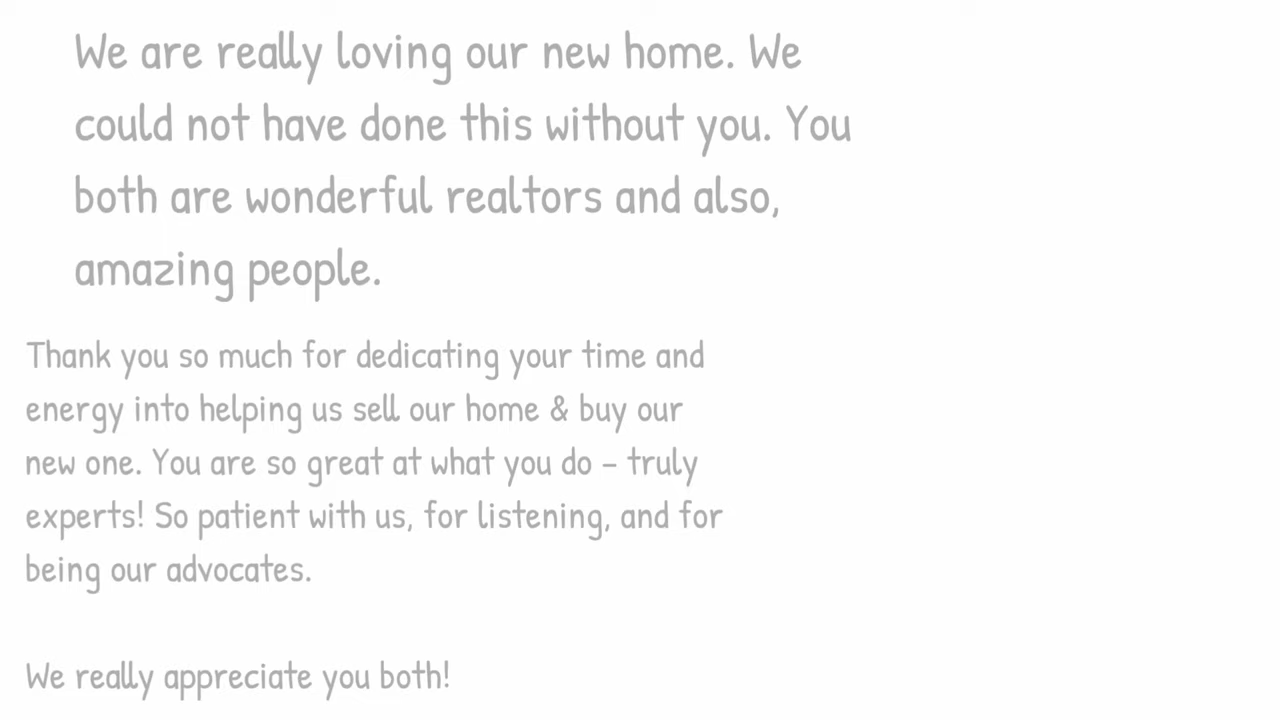 We are really loving our new home. We
could not have done this without you. You
both are wonderful realtors and also,
amazing people.
Thank you so much for dedicating your time and
energy into helping us sell our home & buy our
new one. You are so great at what you do – truly
experts! So patient with us, for listening, and for
being our advocates.
We really appreciate you both!